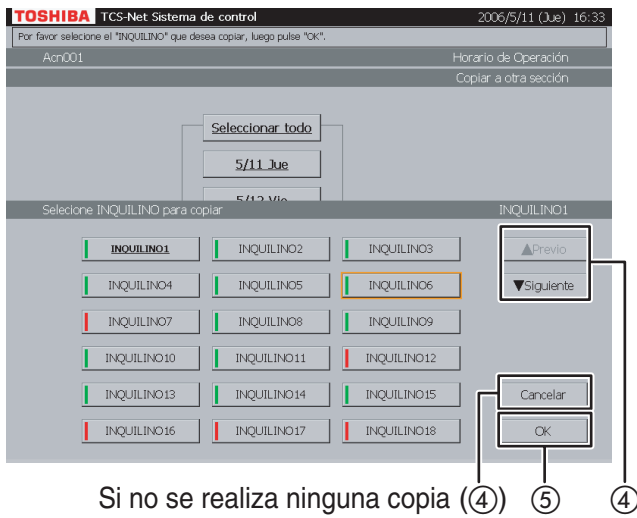 TOSHIBA TCS-Net Sistema de control 2006/5/11 (Jue) 16:33
Por favor selecione el "INQUILINO" que desea copiar, luego pulse "OK".
Acn001 Horario de Operación
Copiar a otra sección
Seleccionar todo
5/11 Jue
5/12 Vie
Selecione INQUILINO para copiar INQUILINO1
INQUILINO1 INQUILINO2 INQUILINO3 ▲Previo
INQUILINO4 INQUILINO5 INQUILINO6 ▼Siguiente
INQUILINO7 INQUILINO8 INQUILINO9
INQUILINO10 INQUILINO11 INQUILINO12
INQUILINO13 INQUILINO14 INQUILINO15 Cancelar
INQUILINO16 INQUILINO17 INQUILINO18 OK
Si no se realiza ninguna copia (④) ⑤ ④